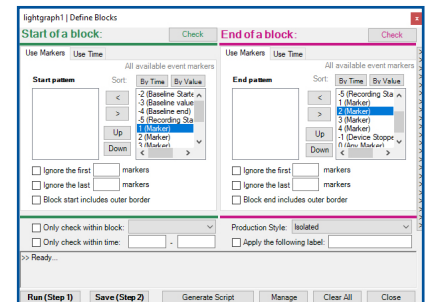 lightgraph1 | Define Blocks
x
Start of a block: Check
End of a block: Check
Use Markers Use Time
Use Markers Use Time
All available event markers
All available event markers
Start pattern Sort: By Time By Value
End pattern Sort: By Time By Value
<
>
Up
Down
-2 (Baseline Starte
-3 (Baseline value
-4 (Baseline end)
-5 (Recording Sta
1 (Marker)
2 (Marker)
3 (Marker)
<
>
Up
Down
-5 (Recording Sta
1 (Marker)
2 (Marker)
3 (Marker)
4 (Marker)
-1 (Device Stoppe
0 (Any Marker)
Ignore the first markers
Ignore the last markers
Block start includes outer border
Ignore the first markers
Ignore the last markers
Block end includes outer border
Only check within block:
Only check within time: -
Production Style: Isolated
Apply the following label:
>> Ready...
Run (Step 1) Save (Step 2) Generate Script Manage Clear All Close